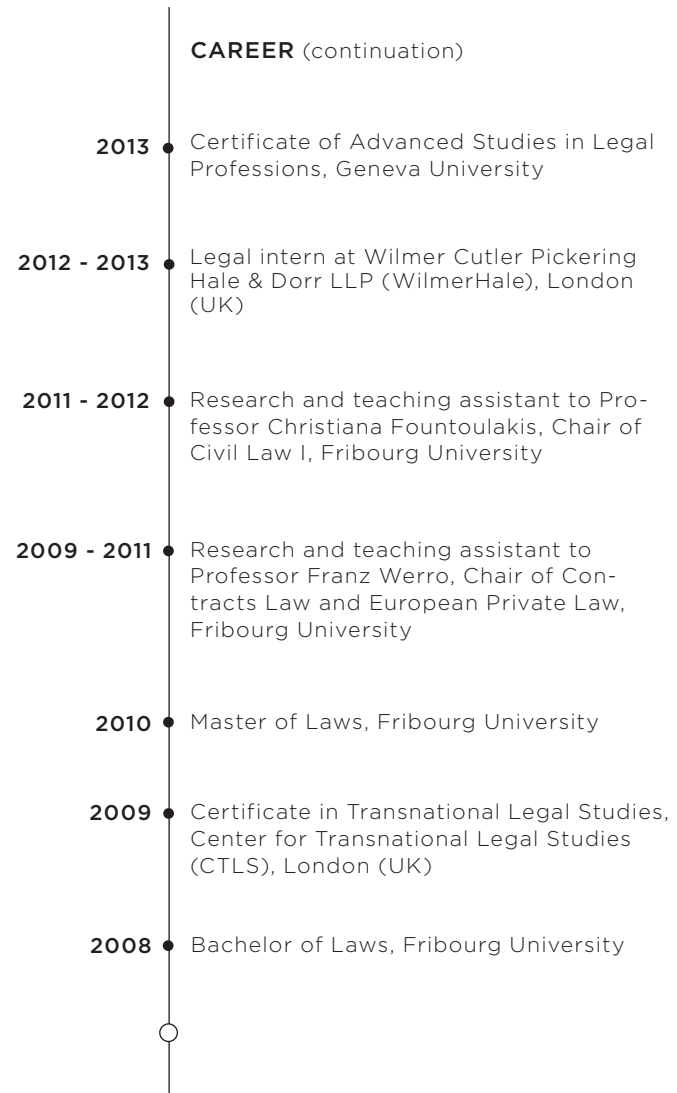 CAREER (continuation)
2013 Certificate of Advanced Studies in Legal
Professions, Geneva University
2012 - 2013 Legal intern at Wilmer Cutler Pickering
Hale & Dorr LLP (WilmerHale), London
(UK)
2011 - 2012 Research and teaching assistant to Pro-
fessor Christiana Fountoulakis, Chair of
Civil Law I, Fribourg University
2009 - 2011 Research and teaching assistant to
Professor Franz Werro, Chair of Con-
tracts Law and European Private Law,
Fribourg University
2010 Master of Laws, Fribourg University
2009 Certificate in Transnational Legal Studies,
Center for Transnational Legal Studies
(CTLS), London (UK)
2008 Bachelor of Laws, Fribourg University